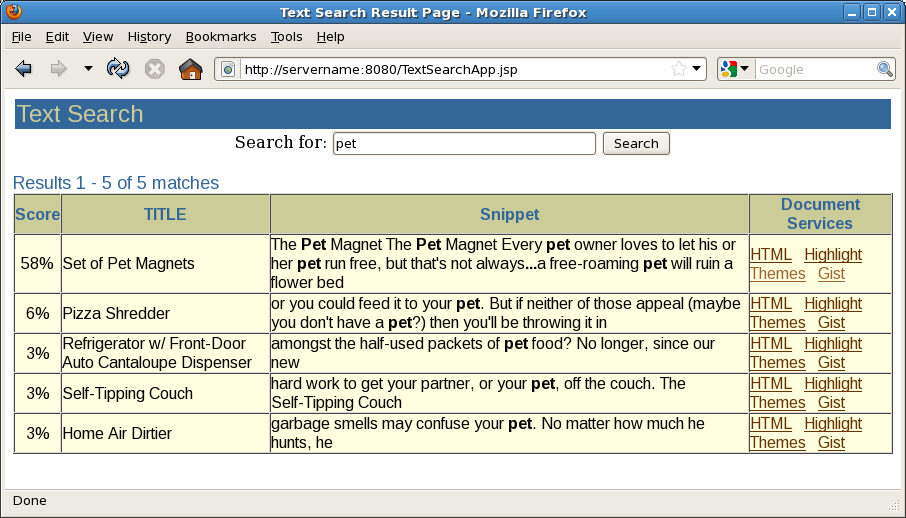 Text Search Result Page - Mozilla Firefox
File Edit View History Bookmarks Tools Help
http://servername:8080/TextSearchApp.jsp Google
Text Search
Search for: pet Search
Results 1 - 5 of 5 matches
Score TITLE Snippet Document Services
58% Set of Pet Magnets
The Pet Magnet The Pet Magnet Every pet owner loves to let his or
her pet run free, but that's not always...a free-roaming pet will ruin a
flower bed
HTML Highlight
Themes Gist
6% Pizza Shredder
or you could feed it to your pet. But if neither of those appeal (maybe
you don't have a pet?) then you'll be throwing it in
HTML Highlight
Themes Gist
3% Refrigerator w/ Front-Door
Auto Cantaloupe Dispenser
amongst the half-used packets of pet food? No longer, since our
new
HTML Highlight
Themes Gist
3% Self-Tipping Couch
hard work to get your partner, or your pet, off the couch. The
Self-Tipping Couch
HTML Highlight
Themes Gist
3% Home Air Dirtier
garbage smells may confuse your pet. No matter how much he
hunts, he
HTML Highlight
Themes Gist
Done